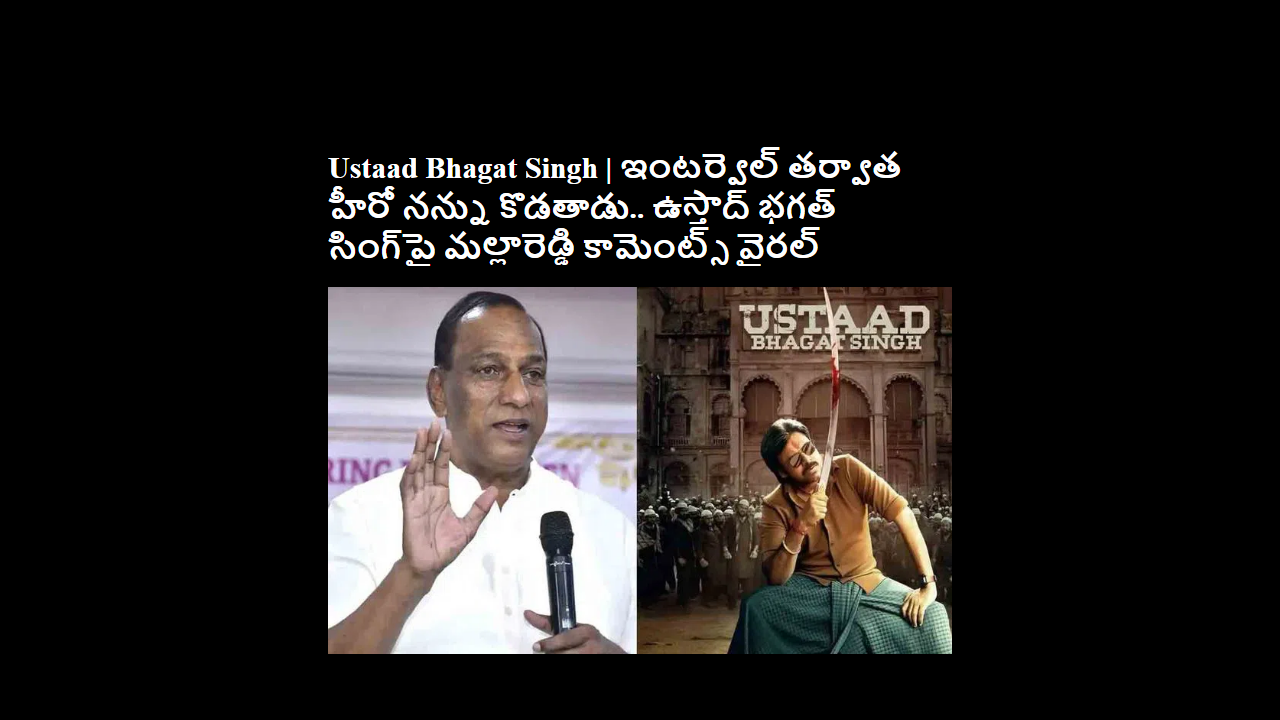 Ustaad Bhagat Singh | ఇంటర్వెల్ తర్వాత
హీరో నన్ను కొడతాడు.. ఉస్తాద్ భగత్
సింగ్‌పై మల్లారెడ్డి కామెంట్స్ వైరల్
USTAAD
BHAGAT SINGH